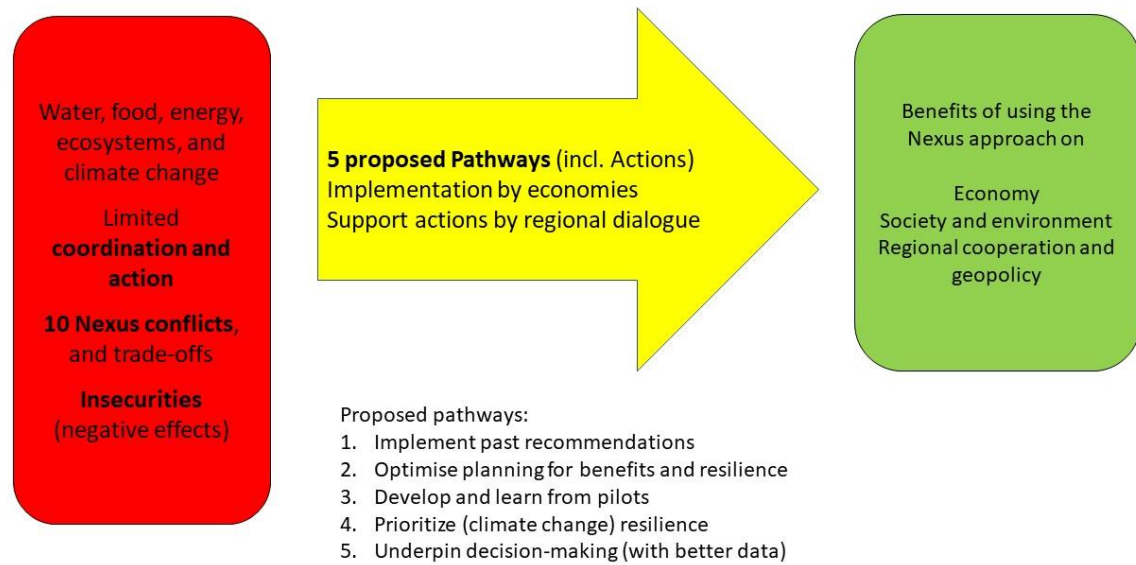 Water, food, energy,
ecosystems, and
climate change
Limited
coordination and
action
10 Nexus conflicts,
and trade-offs
Insecurities
(negative effects)
5 proposed Pathways (incl. Actions)
Implementation by economies
Support actions by regional dialogue
Benefits of using the
Nexus approach on
Economy
Society and environment
Regional cooperation and
geopolicy
Proposed pathways:
1. Implement past recommendations
2. Optimise planning for benefits and resilience
3. Develop and learn from pilots
4. Prioritize (climate change) resilience
5. Underpin decision-making (with better data)